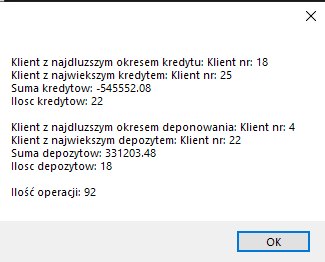 Klient z najdluzszym okresem kredytu: Klient nr: 18
Klient z najwiekszym kredytem: Klient nr: 25
Suma kredytow: -545552.08
Ilosc kredytow: 22
Klient z najdluzszym okresem deponowania: Klient nr: 4
Klient z najwiekszym depozytem: Klient nr: 22
Suma depozytow: 331203.48
Ilosc depozytow: 18
Ilość operacji: 92
OK